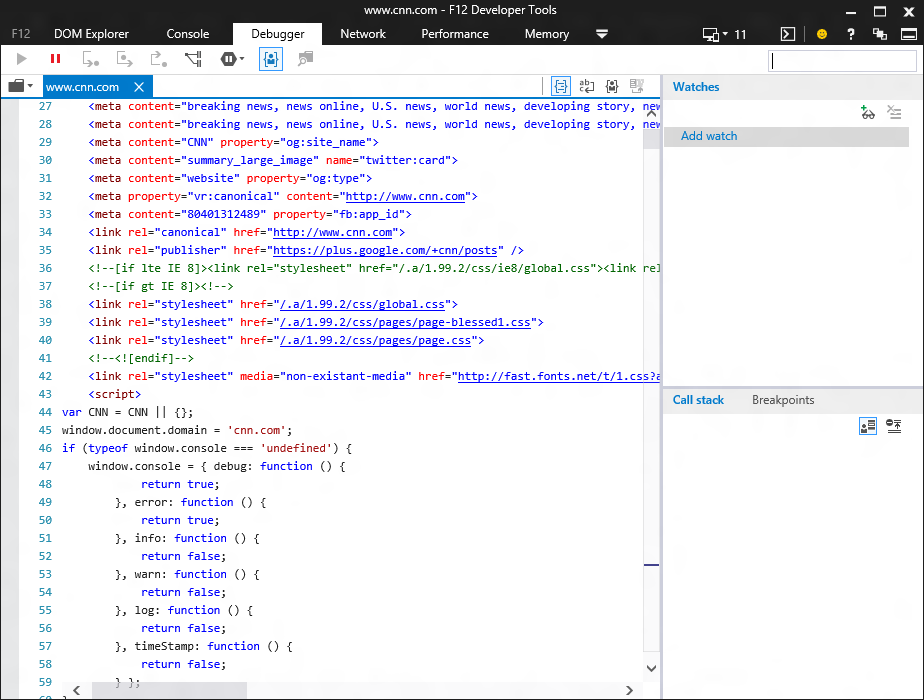 www.cnn.com - F12 Developer Tools
F12 DOM Explorer Console Debugger Network Performance Memory 11 ?
www.cnn.com
27 <meta content="breaking news, news online, U.S. news, world news, developing story, new
28 <meta content="breaking news, news online, U.S. news, world news, developing story, new
29 <meta content="CNN" property="og:site_name">
30 <meta content="summary_large_image" name="twitter:card">
31 <meta content="website" property="og:type">
32 <meta property="vr:canonical" content="http://www.cnn.com">
33 <meta content="80401312489" property="fb:app_id">
34 <link rel="canonical" href="http://www.cnn.com">
35 <link rel="publisher" href="https://plus.google.com/+cnn/posts" />
36 <!--[if lte IE 8]><link rel="stylesheet" href="/.a/1.99.2/css/ie8/global.css"><link rel
37 <!--[if gt IE 8]><!-->
38 <link rel="stylesheet" href="/.a/1.99.2/css/global.css">
39 <link rel="stylesheet" href="/.a/1.99.2/css/pages/page-blessed1.css">
40 <link rel="stylesheet" href="/.a/1.99.2/css/pages/page.css">
41 <!--<![endif]-->
42 <link rel="stylesheet" media="non-existant-media" href="http://fast.fonts.net/t/1.css?a
43 <script>
44 var CNN = CNN || {};
45 window.document.domain = 'cnn.com';
46 if (typeof window.console === 'undefined') {
47 window.console = { debug: function () {
48 return true;
49 }, error: function () {
50 return true;
51 }, info: function () {
52 return false;
53 }, warn: function () {
54 return false;
55 }, log: function () {
56 return false;
57 }, timeStamp: function () {
58 return false;
59 } };
60 }
Watches
Add watch
Call stack Breakpoints